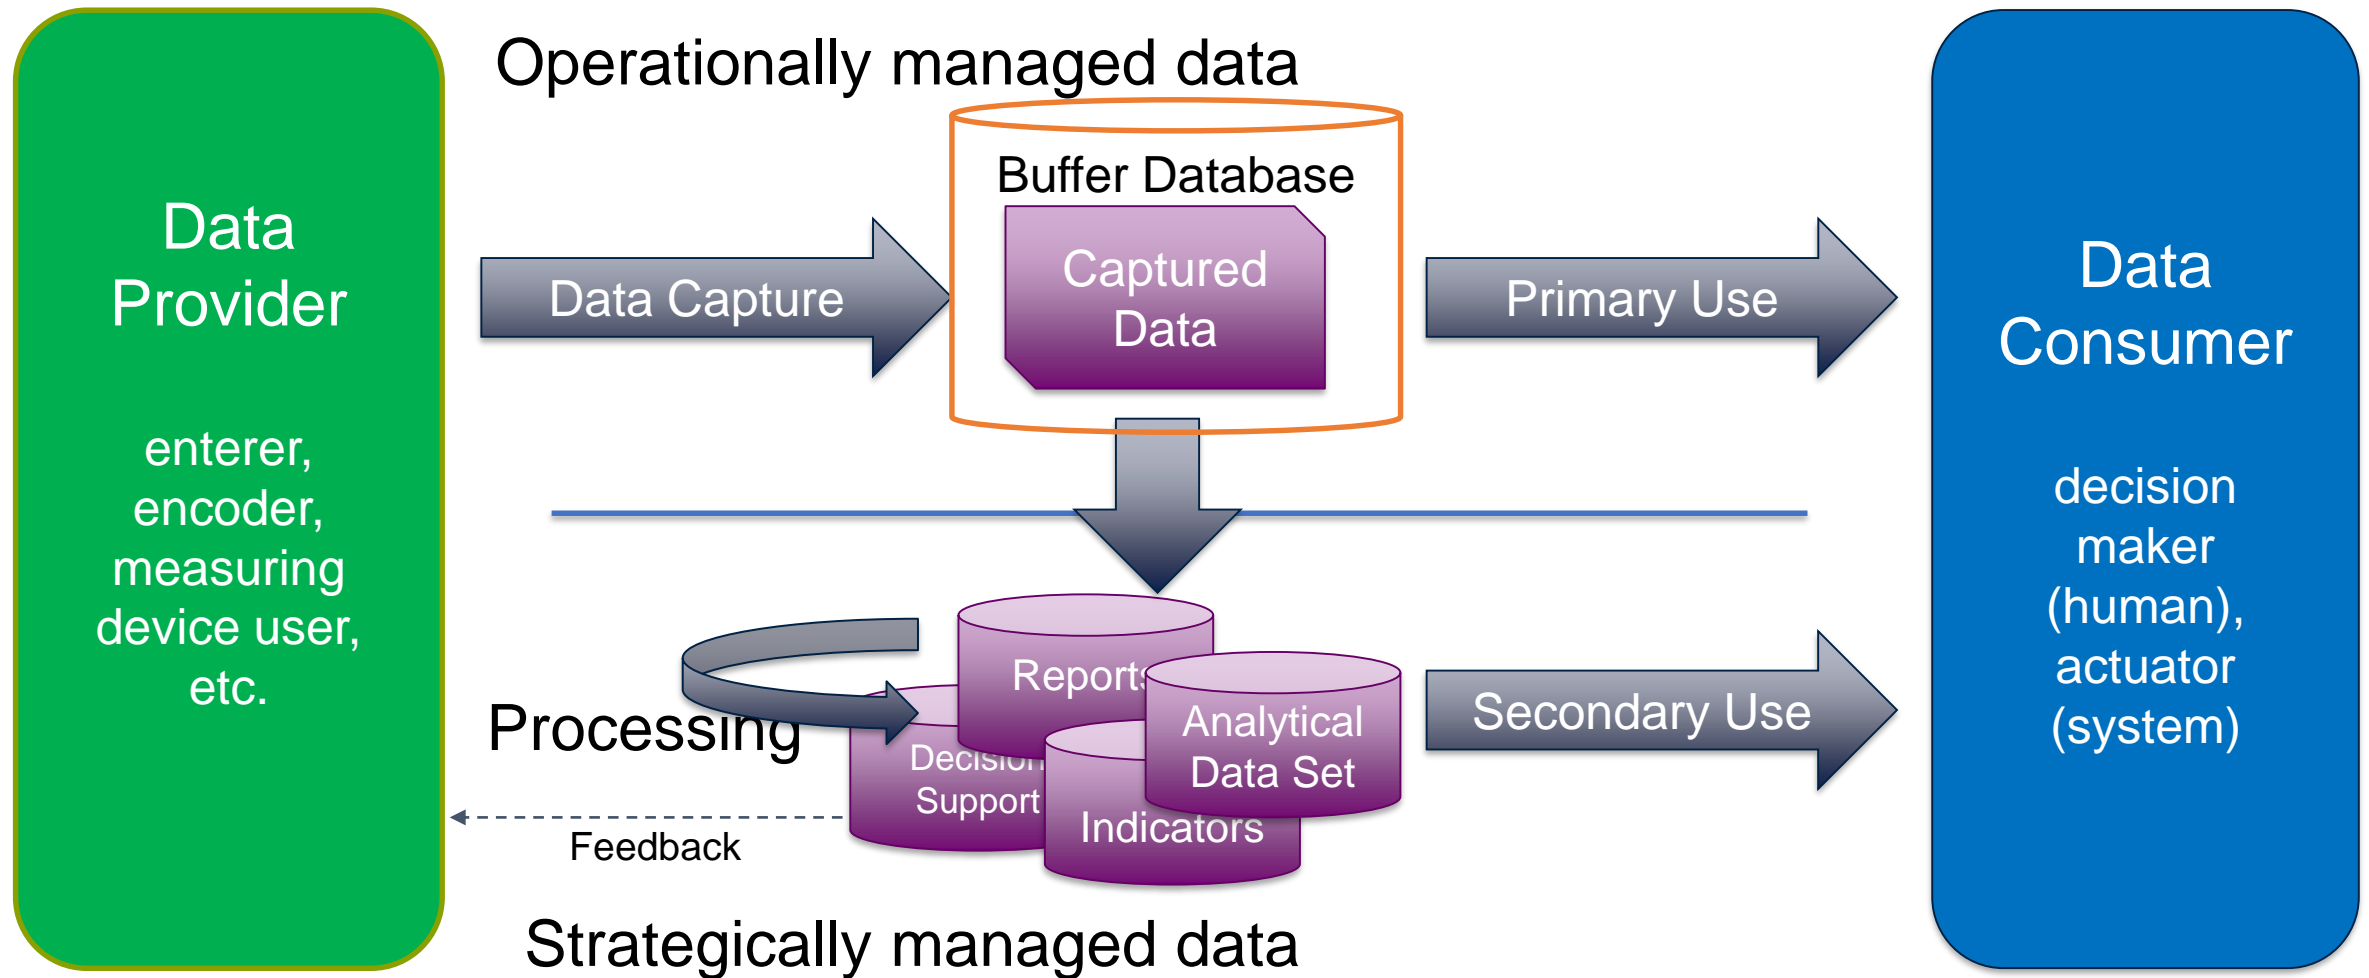 Operationally managed data
Data
Provider
enterer,
encoder,
measuring
device user,
etc.
Data Capture
Buffer Database
Captured
Data
Primary Use
Data
Consumer
decision
maker
(human),
actuator
(system)
Processing
Reports
Decision
Support
Analytical
Data Set
Indicators
Secondary Use
Feedback
Strategically managed data